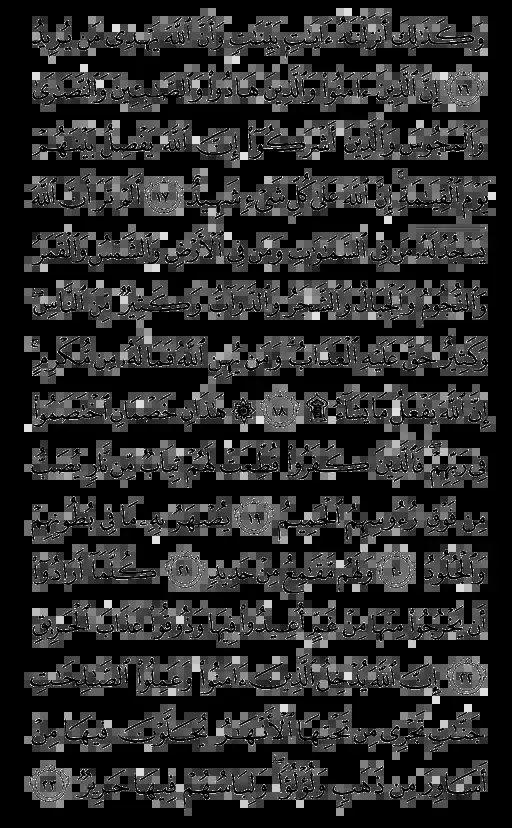 وَكَذَٰلِكَ أَنزَلْنَٰهُ ءَايَٰتٍۭ بَيِّنَٰتٍ وَأَنَّ ٱللَّهَ يَهْدِى مَن يُرِيدُ
١٦ إِنَّ ٱلَّذِينَ ءَامَنُوا۟ وَٱلَّذِينَ هَادُوا۟ وَٱلصَّٰبِـِٔينَ وَٱلنَّصَٰرَىٰ
وَٱلْمَجُوسَ وَٱلَّذِينَ أَشْرَكُوٓا۟ إِنَّ ٱللَّهَ يَفْصِلُ بَيْنَهُمْ
يَوْمَ ٱلْقِيَٰمَةِ إِنَّ ٱللَّهَ عَلَىٰ كُلِّ شَىْءٍ شَهِيدٌ ١٧ أَلَمْ تَرَ أَنَّ ٱللَّهَ
يَسْجُدُ لَهُۥ مَن فِى ٱلسَّمَٰوَٰتِ وَمَن فِى ٱلْأَرْضِ وَٱلشَّمْسُ وَٱلْقَمَرُ
وَٱلنُّجُومُ وَٱلْجِبَالُ وَٱلشَّجَرُ وَٱلدَّوَآبُّ وَكَثِيرٌ مِّنَ ٱلنَّاسِ
وَكَثِيرٌ حَقَّ عَلَيْهِ ٱلْعَذَابُ وَمَن يُهِنِ ٱللَّهُ فَمَا لَهُۥ مِن مُّكْرِمٍ
إِنَّ ٱللَّهَ يَفْعَلُ مَا يَشَآءُ ۩ ١٨ ۞ هَٰذَانِ خَصْمَانِ ٱخْتَصَمُوا۟
فِى رَبِّهِمْ فَٱلَّذِينَ كَفَرُوا۟ قُطِّعَتْ لَهُمْ ثِيَابٌ مِّن نَّارٍ يُصَبُّ
مِن فَوْقِ رُءُوسِهِمُ ٱلْحَمِيمُ ١٩ يُصْهَرُ بِهِۦ مَا فِى بُطُونِهِمْ
وَٱلْجُلُودُ ٢٠ وَلَهُم مَّقَٰمِعُ مِنْ حَدِيدٍ ٢١ كُلَّمَآ أَرَادُوٓا۟
أَن يَخْرُجُوا۟ مِنْهَا مِنْ غَمٍّ أُعِيدُوا۟ فِيهَا وَذُوقُوا۟ عَذَابَ ٱلْحَرِيقِ
٢٢ إِنَّ ٱللَّهَ يُدْخِلُ ٱلَّذِينَ ءَامَنُوا۟ وَعَمِلُوا۟ ٱلصَّٰلِحَٰتِ
جَنَّٰتٍ تَجْرِى مِن تَحْتِهَا ٱلْأَنْهَٰرُ يُحَلَّوْنَ فِيهَا مِنْ
أَسَاوِرَ مِن ذَهَبٍ وَلُؤْلُؤًا وَلِبَاسُهُمْ فِيهَا حَرِيرٌ ٢٣